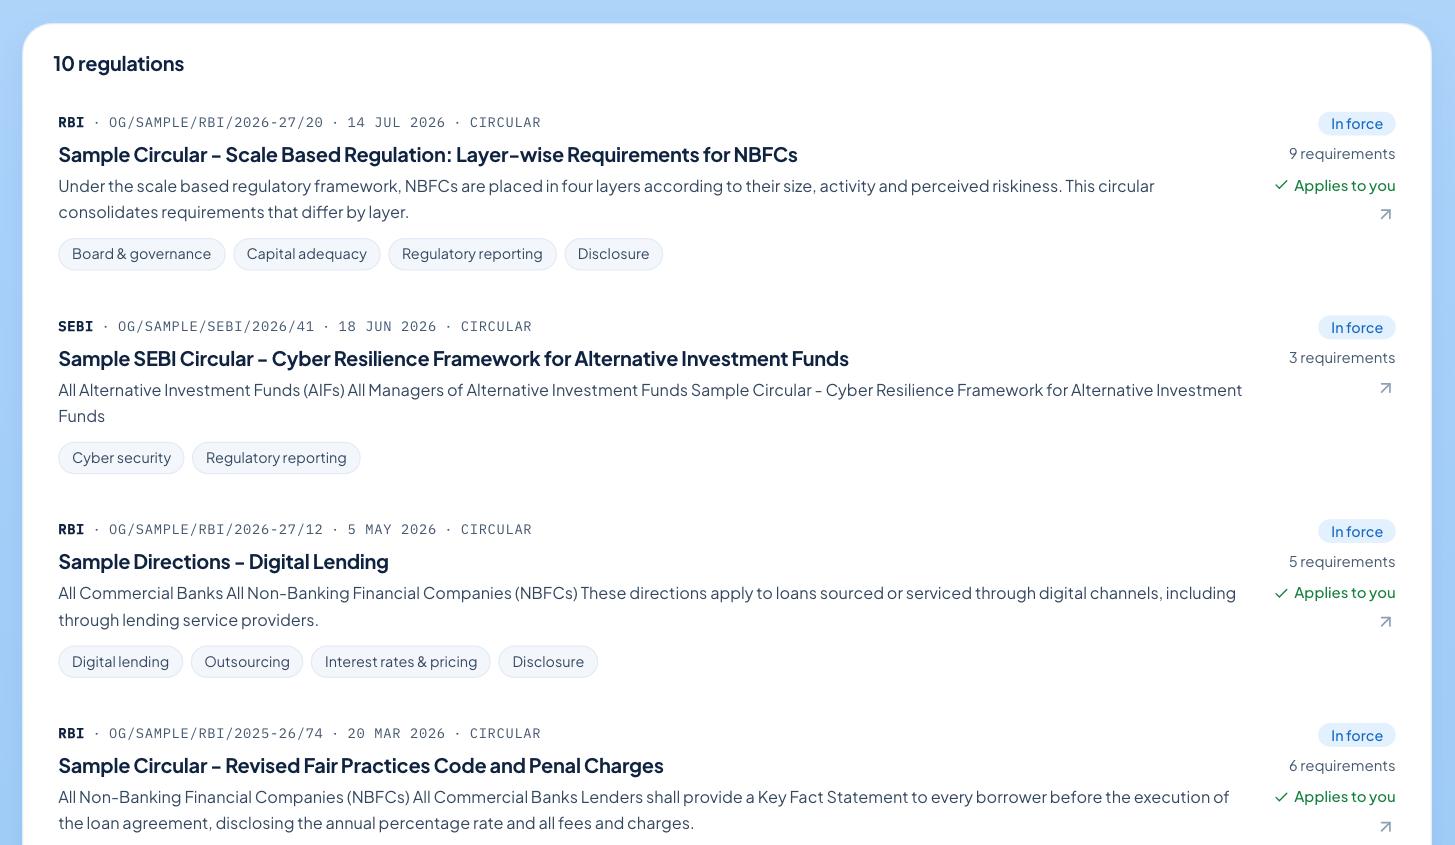 10 regulations
RBI · OG/SAMPLE/RBI/2026-27/20 · 14 JUL 2026 · CIRCULAR
In force
Sample Circular – Scale Based Regulation: Layer-wise Requirements for NBFCs
9 requirements
Under the scale based regulatory framework, NBFCs are placed in four layers according to their size, activity and perceived riskiness. This circular
Applies to you
consolidates requirements that differ by layer.
Board & governance Capital adequacy Regulatory reporting Disclosure
SEBI · OG/SAMPLE/SEBI/2026/41 · 18 JUN 2026 · CIRCULAR
In force
Sample SEBI Circular – Cyber Resilience Framework for Alternative Investment Funds
3 requirements
All Alternative Investment Funds (AIFs) All Managers of Alternative Investment Funds Sample Circular - Cyber Resilience Framework for Alternative Investment
Funds
Cyber security Regulatory reporting
RBI · OG/SAMPLE/RBI/2026-27/12 · 5 MAY 2026 · CIRCULAR
In force
Sample Directions – Digital Lending
5 requirements
All Commercial Banks All Non-Banking Financial Companies (NBFCs) These directions apply to loans sourced or serviced through digital channels, including
Applies to you
through lending service providers.
Digital lending Outsourcing Interest rates & pricing Disclosure
RBI · OG/SAMPLE/RBI/2025-26/74 · 20 MAR 2026 · CIRCULAR
In force
Sample Circular – Revised Fair Practices Code and Penal Charges
6 requirements
All Non-Banking Financial Companies (NBFCs) All Commercial Banks Lenders shall provide a Key Fact Statement to every borrower before the execution of
Applies to you
the loan agreement, disclosing the annual percentage rate and all fees and charges.